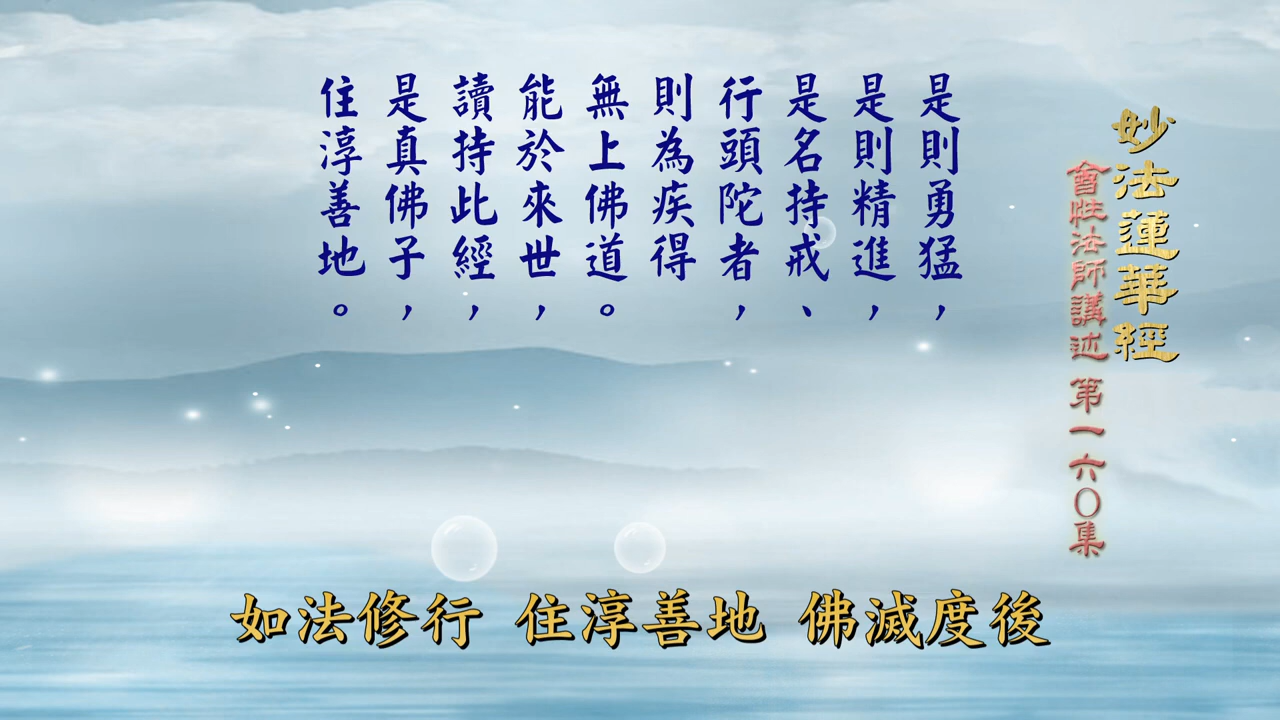 妙法蓮華經
會性法師講述 第一六〇集
是則勇猛，
是則精進，
是名持戒、
行頭陀者，
則為疾得
無上佛道。
能於來世，
讀持此經，
是真佛子，
住淳善地。
如法修行 住淳善地 佛滅度後